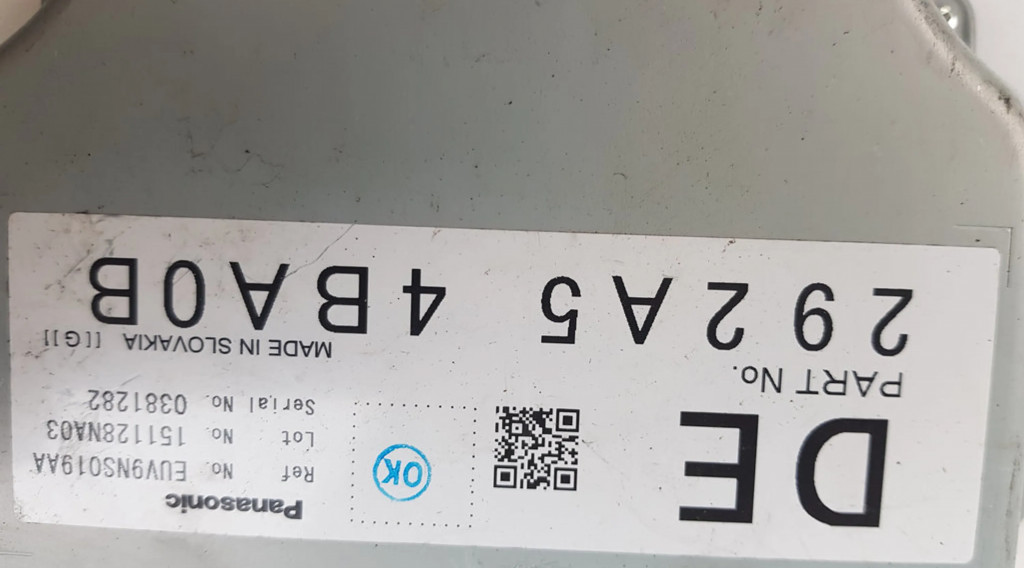 DE
PART No.
292A5 4BA0B
Panasonic
Ref No. EUV9NS019AA
Lot No. 151128NA03
Serial No. 0381282
MADE IN SLOVAKIA [[G]]
OK